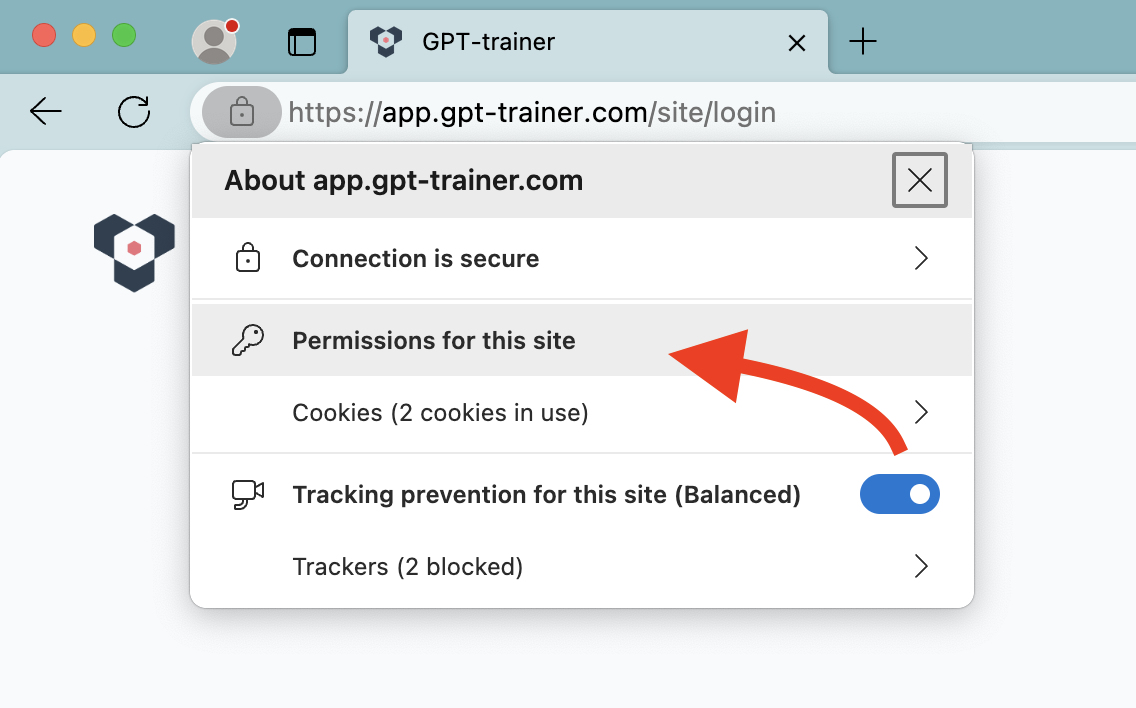 GPT-trainer
https://app.gpt-trainer.com/site/login
About app.gpt-trainer.com
Connection is secure
Permissions for this site
Cookies (2 cookies in use)
Tracking prevention for this site (Balanced)
Trackers (2 blocked)